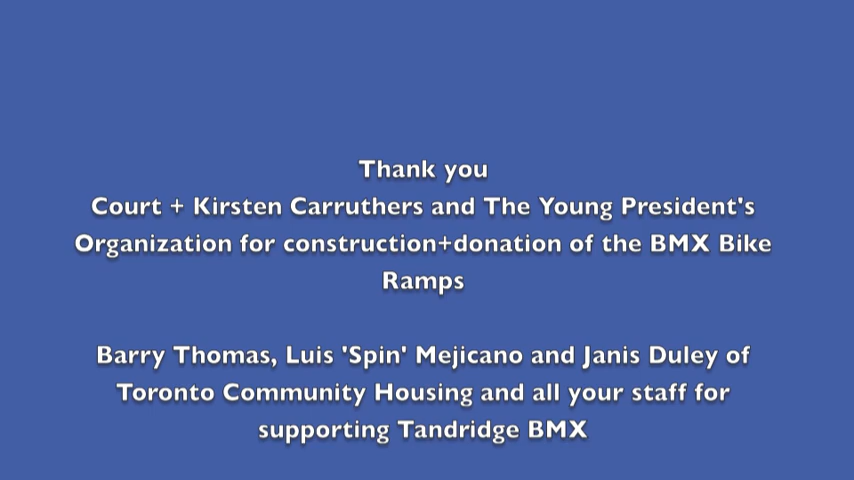 Thank you
Court + Kirsten Carruthers and The Young President's
Organization for construction+donation of the BMX Bike
Ramps
Barry Thomas, Luis 'Spin' Mejicano and Janis Duley of
Toronto Community Housing and all your staff for
supporting Tandridge BMX